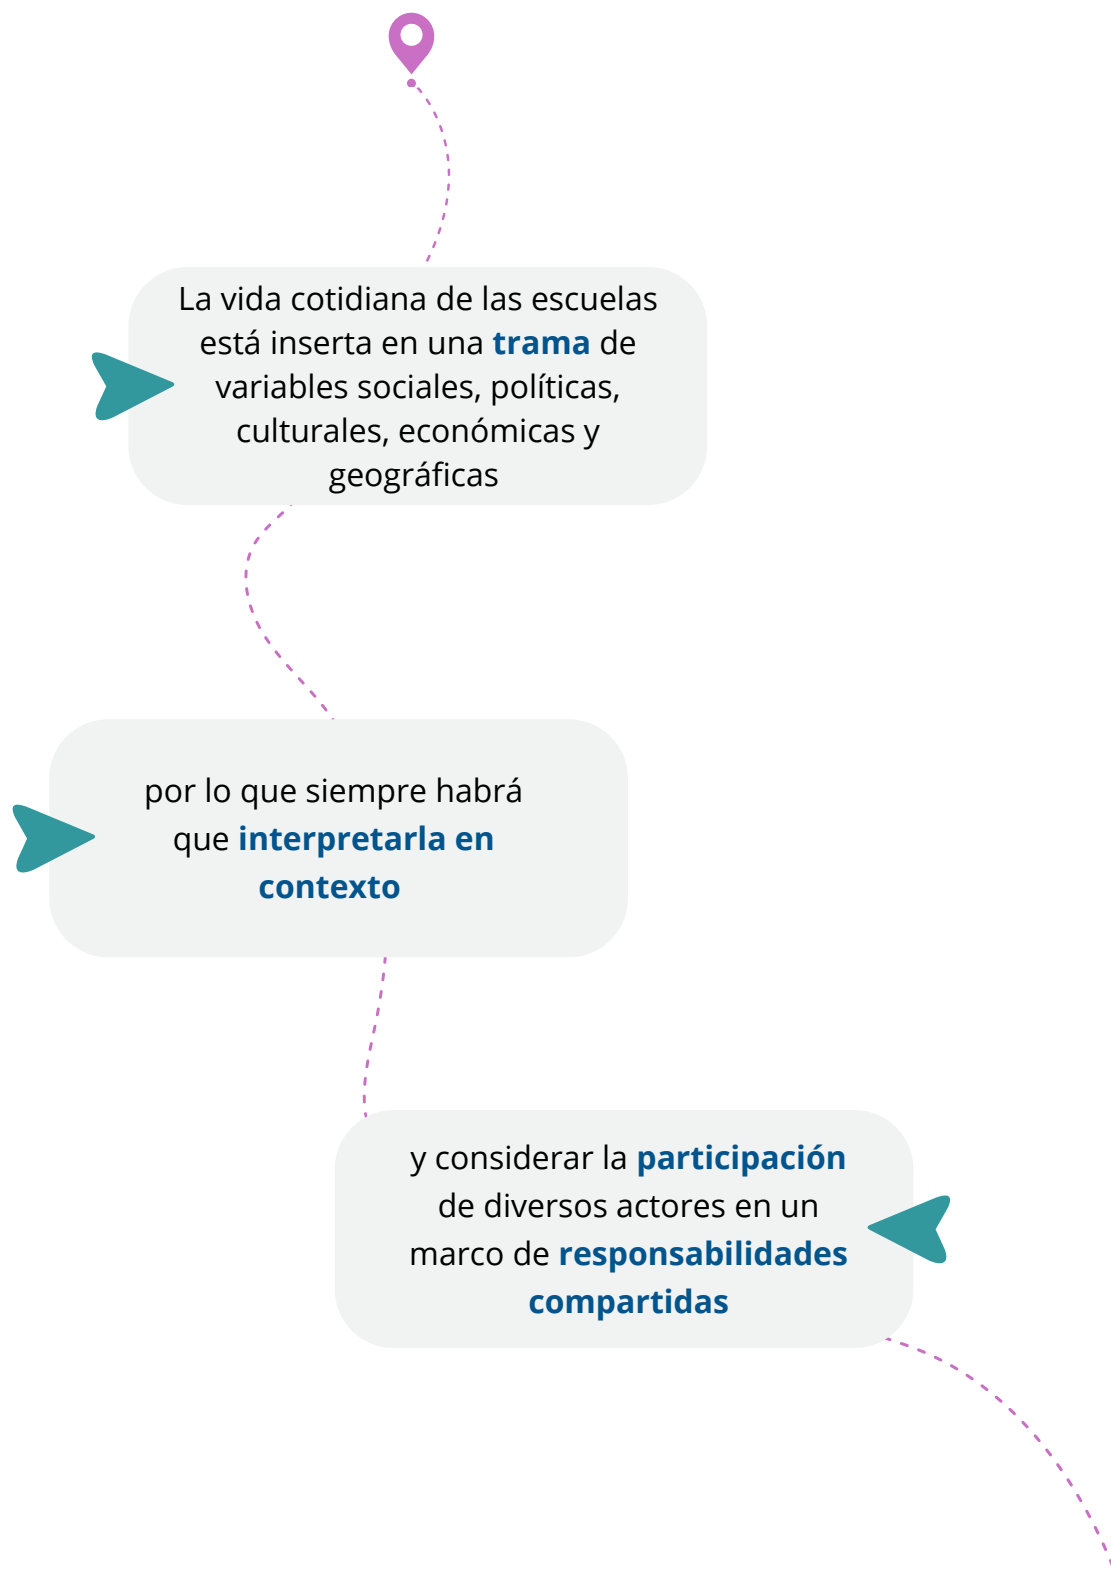 La vida cotidiana de las escuelas
está inserta en una trama de
variables sociales, políticas,
culturales, económicas y
geográficas
por lo que siempre habrá
que interpretarla en
contexto
y considerar la participación
de diversos actores en un
marco de responsabilidades
compartidas